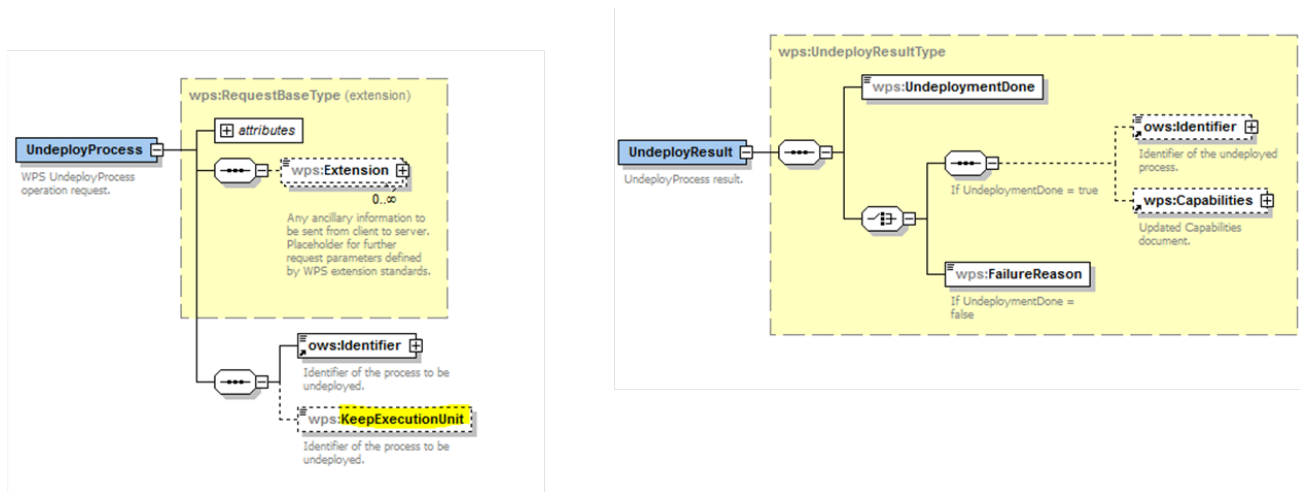 wps:RequestBaseType (extension)
attributes
UndeployProcess
WPS UndeployProcess
operation request.
wps:Extension
0..∞
Any ancillary information to
be sent from client to server.
Placeholder for further
request parameters defined
by WPS extension standards.
ows:Identifier
Identifier of the process to be
undeployed.
wps:KeepExecutionUnit
Identifier of the process to be
undeployed.
wps:UndeployResultType
wps:UndeploymentDone
UndeployResult
UndeployProcess result.
If UndeploymentDone = true
ows:Identifier
Identifier of the undeployed
process.
wps:Capabilities
Updated Capabilities
document.
wps:FailureReason
If UndeploymentDone =
false